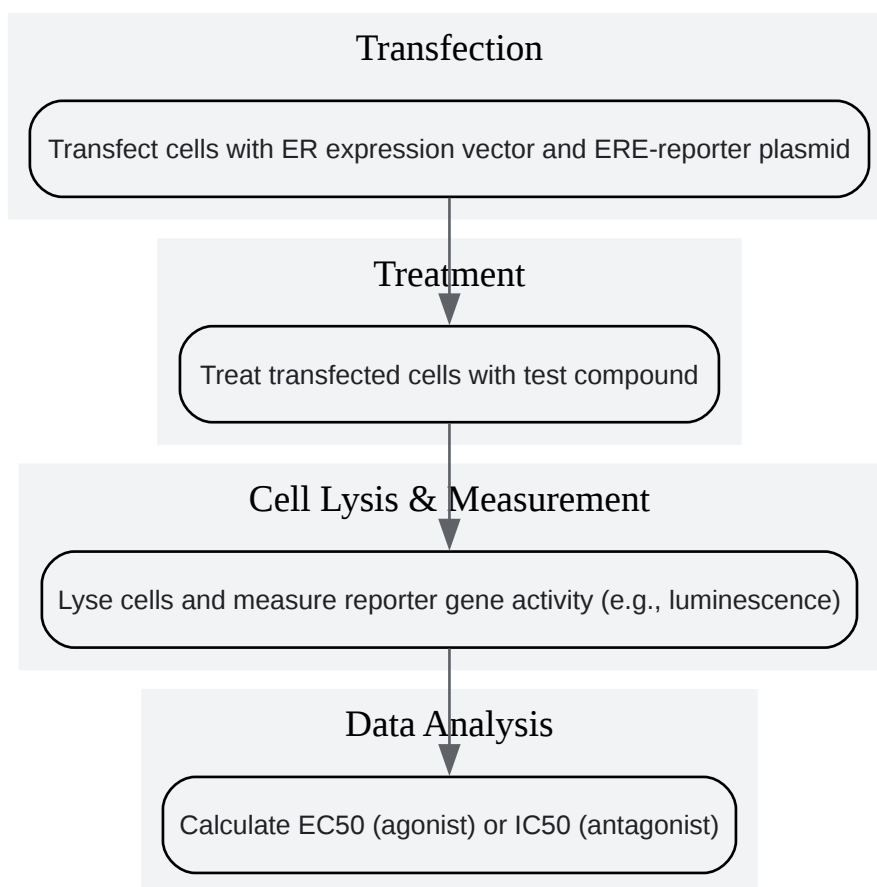 Transfection
Transfect cells with ER expression vector and ERE-reporter plasmid
Treatment
Treat transfected cells with test compound
Cell Lysis & Measurement
Lyse cells and measure reporter gene activity (e.g., luminescence)
Data Analysis
Calculate EC50 (agonist) or IC50 (antagonist)